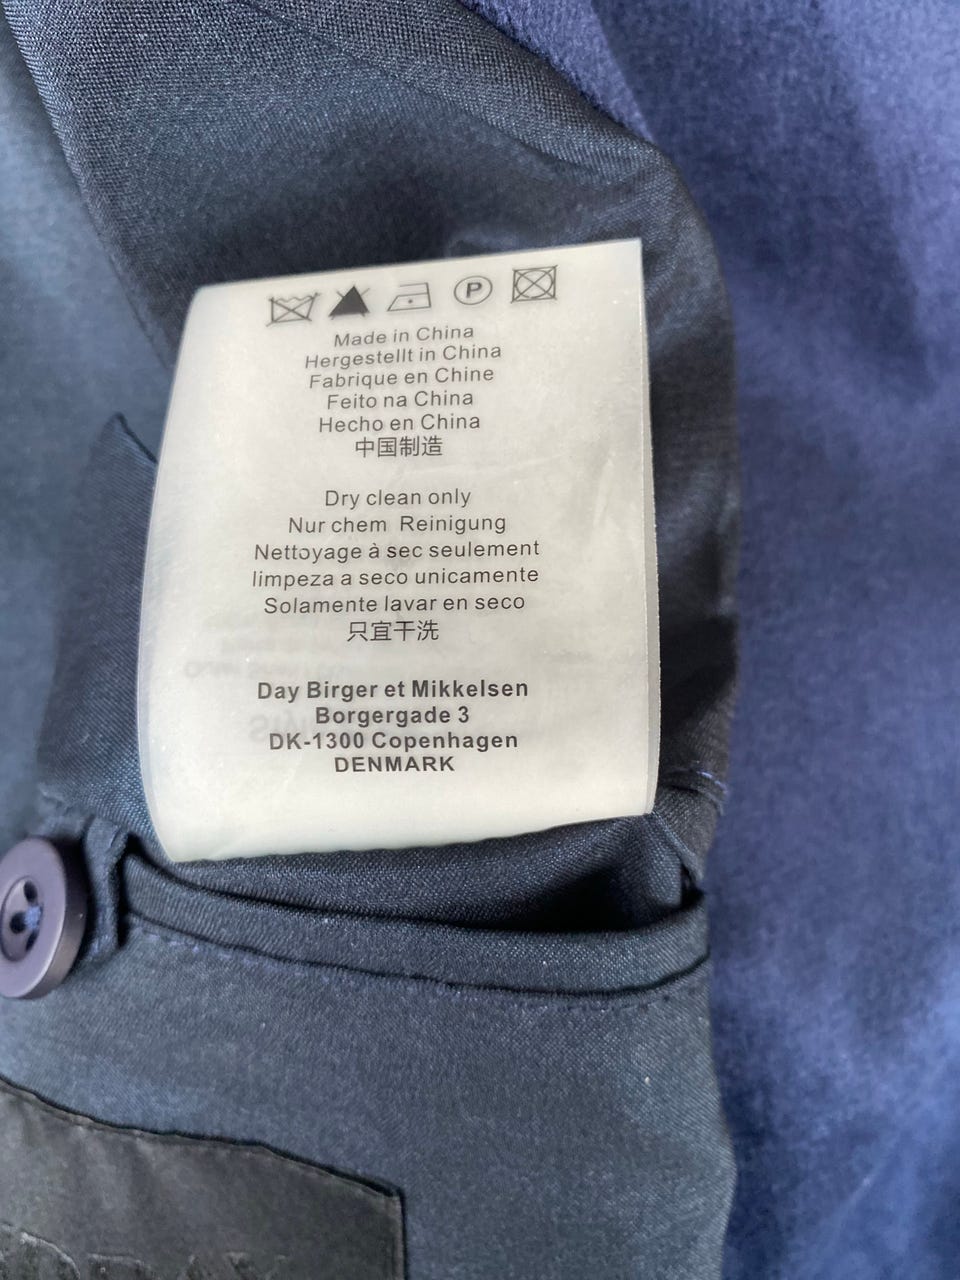 P
Made in China
Hergestellt in China
Fabrique en Chine
Feito na China
Hecho en China
中国制造
Dry clean only
Nur chem Reinigung
Nettoyage à sec seulement
limpeza a seco unicamente
Solamente lavar en seco
只宜干洗
Day Birger et Mikkelsen
Borgergade 3
DK-1300 Copenhagen
DENMARK